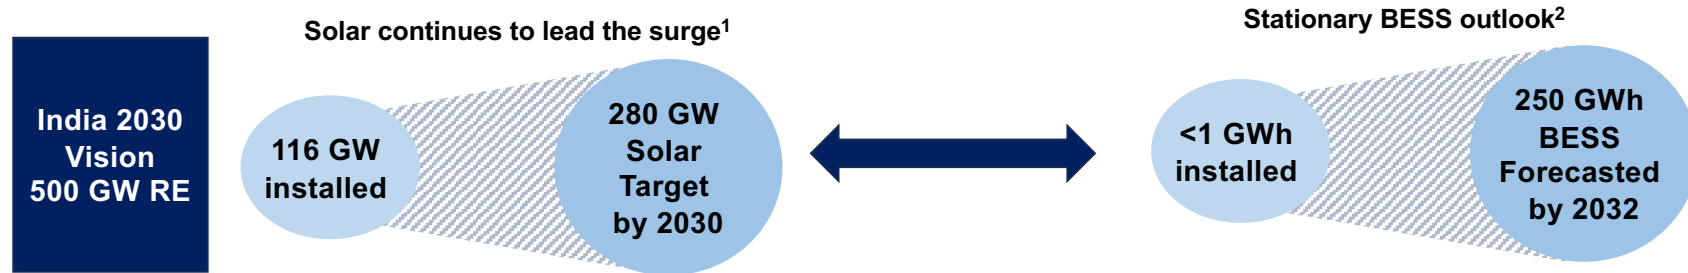 India 2030
Vision
500 GW RE
Solar continues to lead the surge¹
116 GW
installed
280 GW
Solar
Target
by 2030
Stationary BESS outlook²
<1 GWh
installed
250 GWh
BESS
Forecasted
by 2032